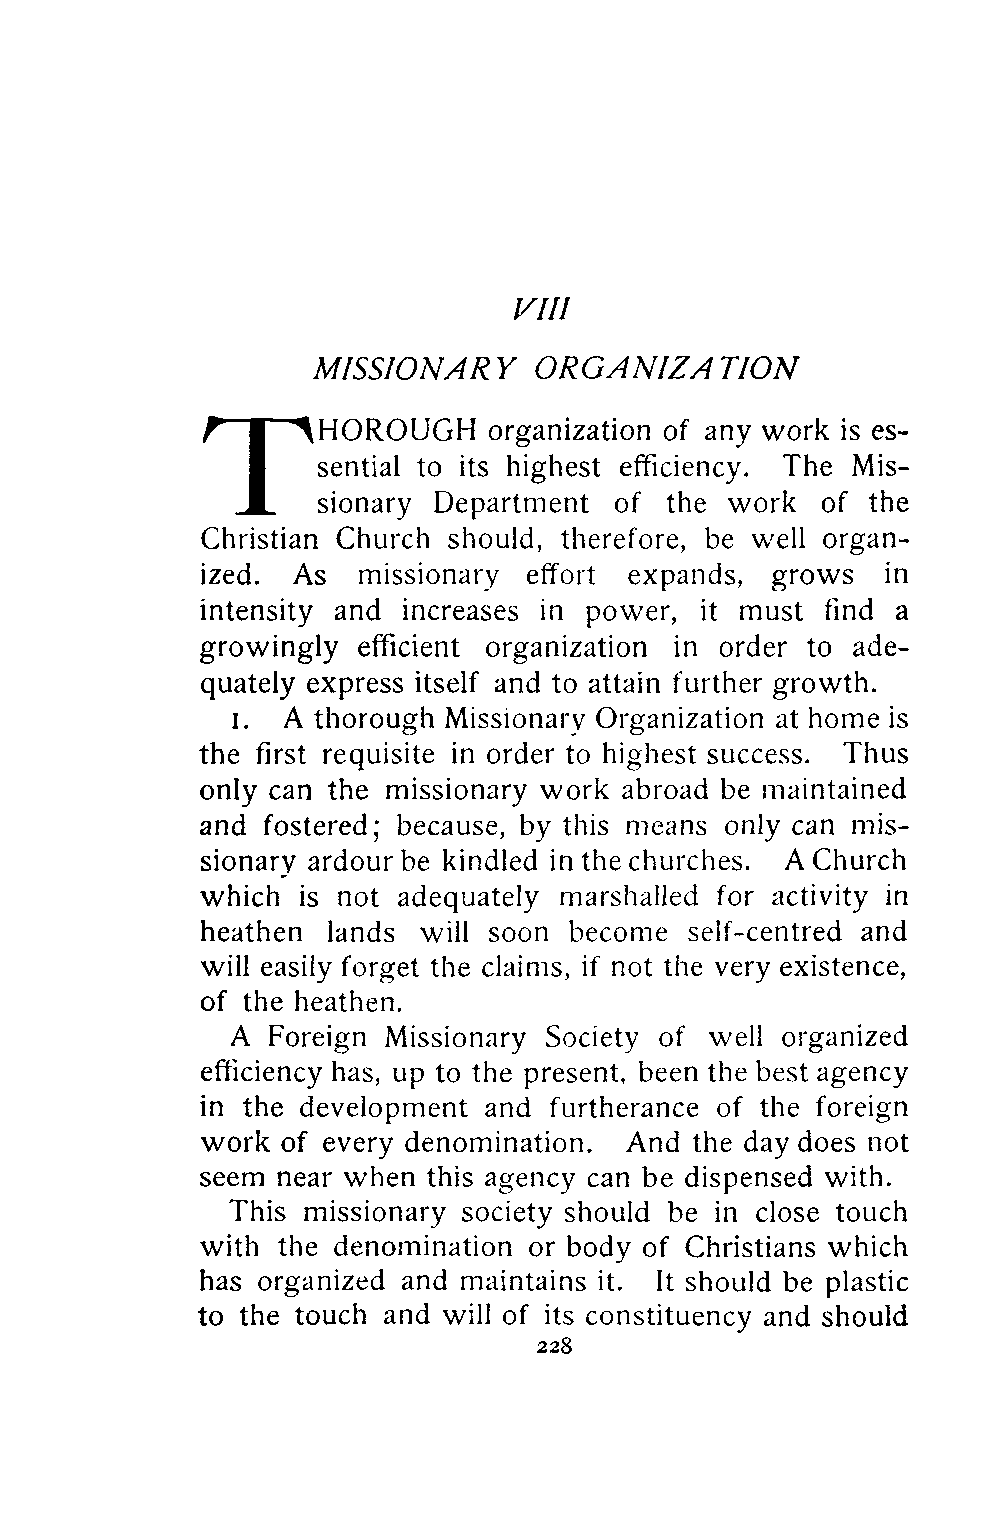 VIII
MISSIONARY ORGANIZATION
THOROUGH organization of any work is es-
sential to its highest efficiency. The Mis-
sionary Department of the work of the
Christian Church should, therefore, be well organ-
ized. As missionary effort expands, grows in
intensity and increases in power, it must find a
growingly efficient organization in order to ade-
quately express itself and to attain further growth.
1. A thorough Missionary Organization at home is
the first requisite in order to highest success. Thus
only can the missionary work abroad be maintained
and fostered; because, by this means only can mis-
sionary ardour be kindled in the churches. A Church
which is not adequately marshalled for activity in
heathen lands will soon become self-centred and
will easily forget the claims, if not the very existence,
of the heathen.
A Foreign Missionary Society of well organized
efficiency has, up to the present, been the best agency
in the development and furtherance of the foreign
work of every denomination. And the day does not
seem near when this agency can be dispensed with.
This missionary society should be in close touch
with the denomination or body of Christians which
has organized and maintains it. It should be plastic
to the touch and will of its constituency and should
228